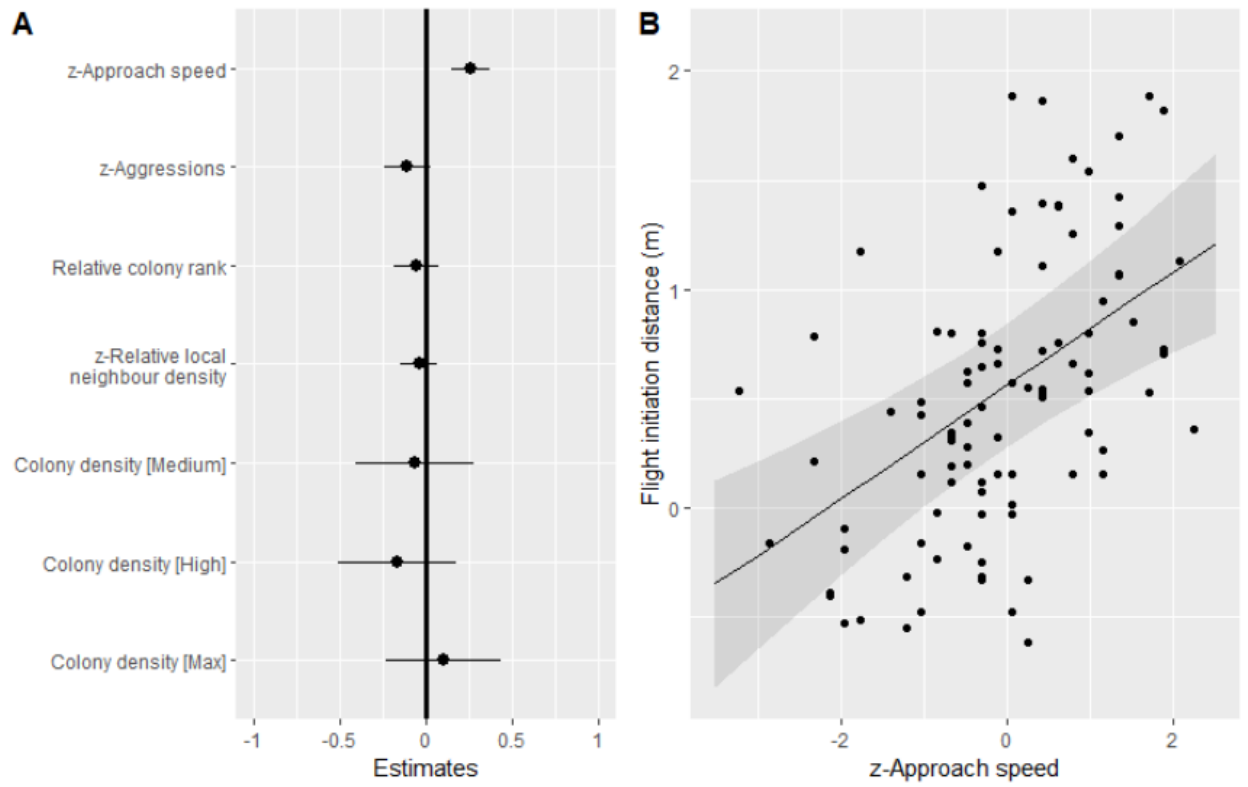 A
z-Approach speed
z-Aggressions
Relative colony rank
z-Relative local
neighbour density
Colony density [Medium]
Colony density [High]
Colony density [Max]
-1
-0.5
0
0.5
1
Estimates
B
Flight initiation distance (m)
2
1
0
-2
0
2
z-Approach speed